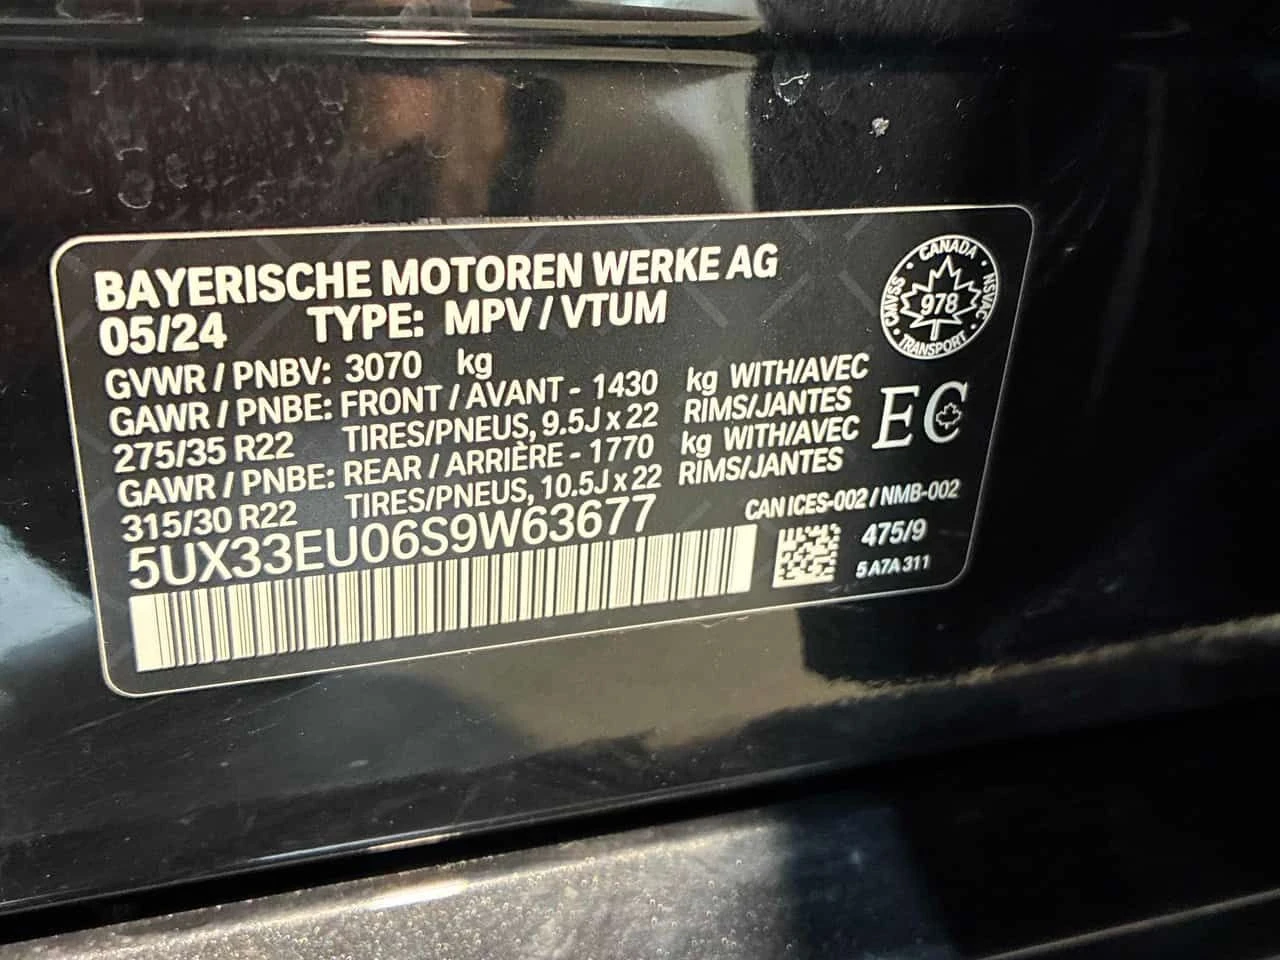 BAYERISCHE MOTOREN WERKE AG
05/24 TYPE: MPV / VTUM
GVWR / PNBV: 3070 kg
GAWR / PNBE: FRONT / AVANT - 1430 kg WITH/AVEC
275/35 R22 TIRES/PNEUS, 9.5J x 22 RIMS/JANTES
GAWR / PNBE: REAR / ARRIÈRE - 1770 kg WITH/AVEC
315/30 R22 TIRES/PNEUS, 10.5J x 22 RIMS/JANTES
5UX33EU06S9W63677
CANADA
CMVSS 978 NSVAC
TRANSPORT
EC
CAN ICES-002 / NMB-002
475/9
5 A7A 311